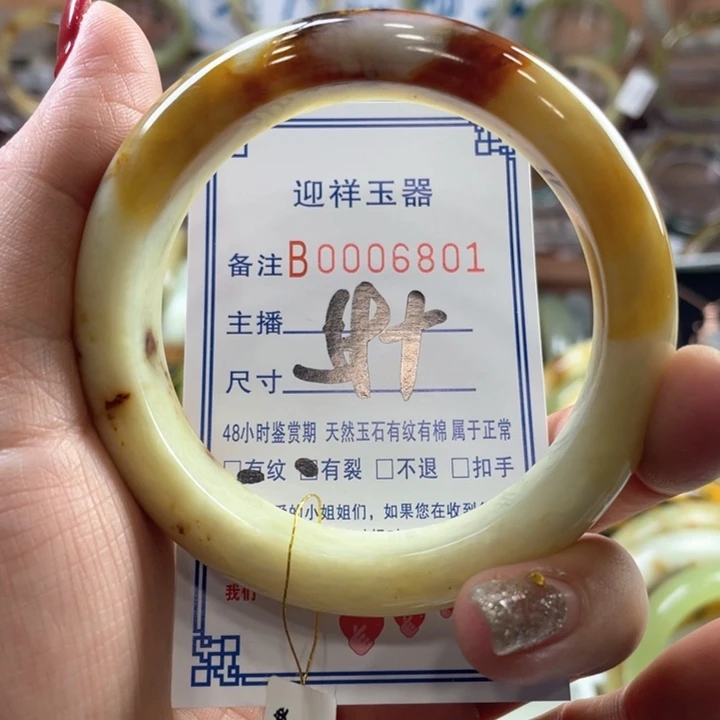 迎祥玉器
备注B0006801
主播
尺寸
48小时鉴赏期 天然玉石有纹有棉 属于正常
□有纹 □有裂 □不退 □扣手
的小姐姐们，如果您在收到
我们